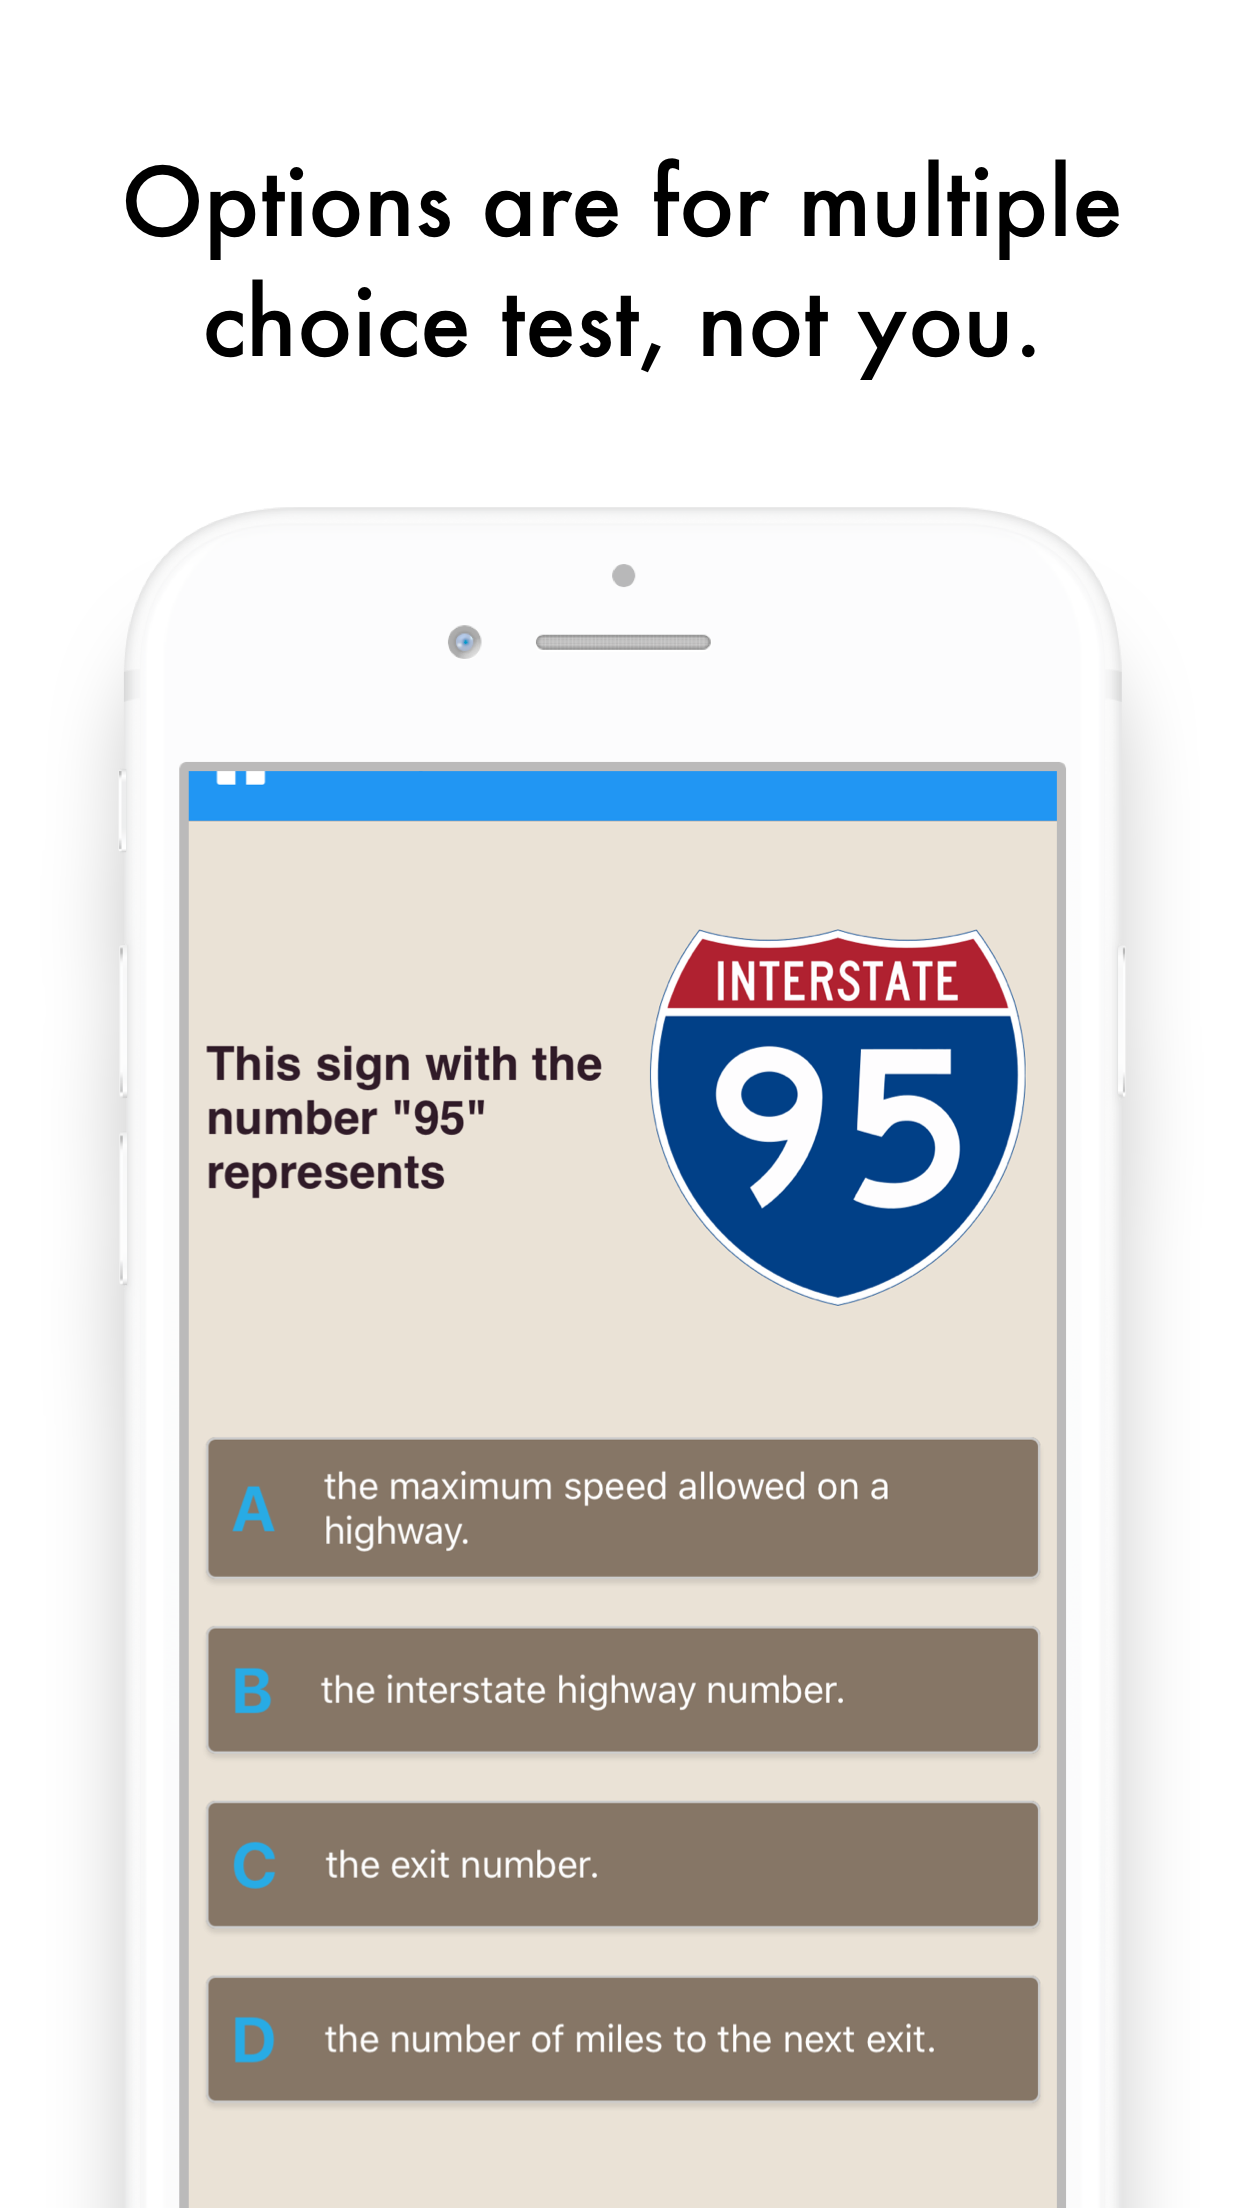 Options are for multiple
choice test, not you.
INTERSTATE
95
This sign with the
number "95"
represents
A the maximum speed allowed on a
highway.
B the interstate highway number.
C the exit number.
D the number of miles to the next exit.